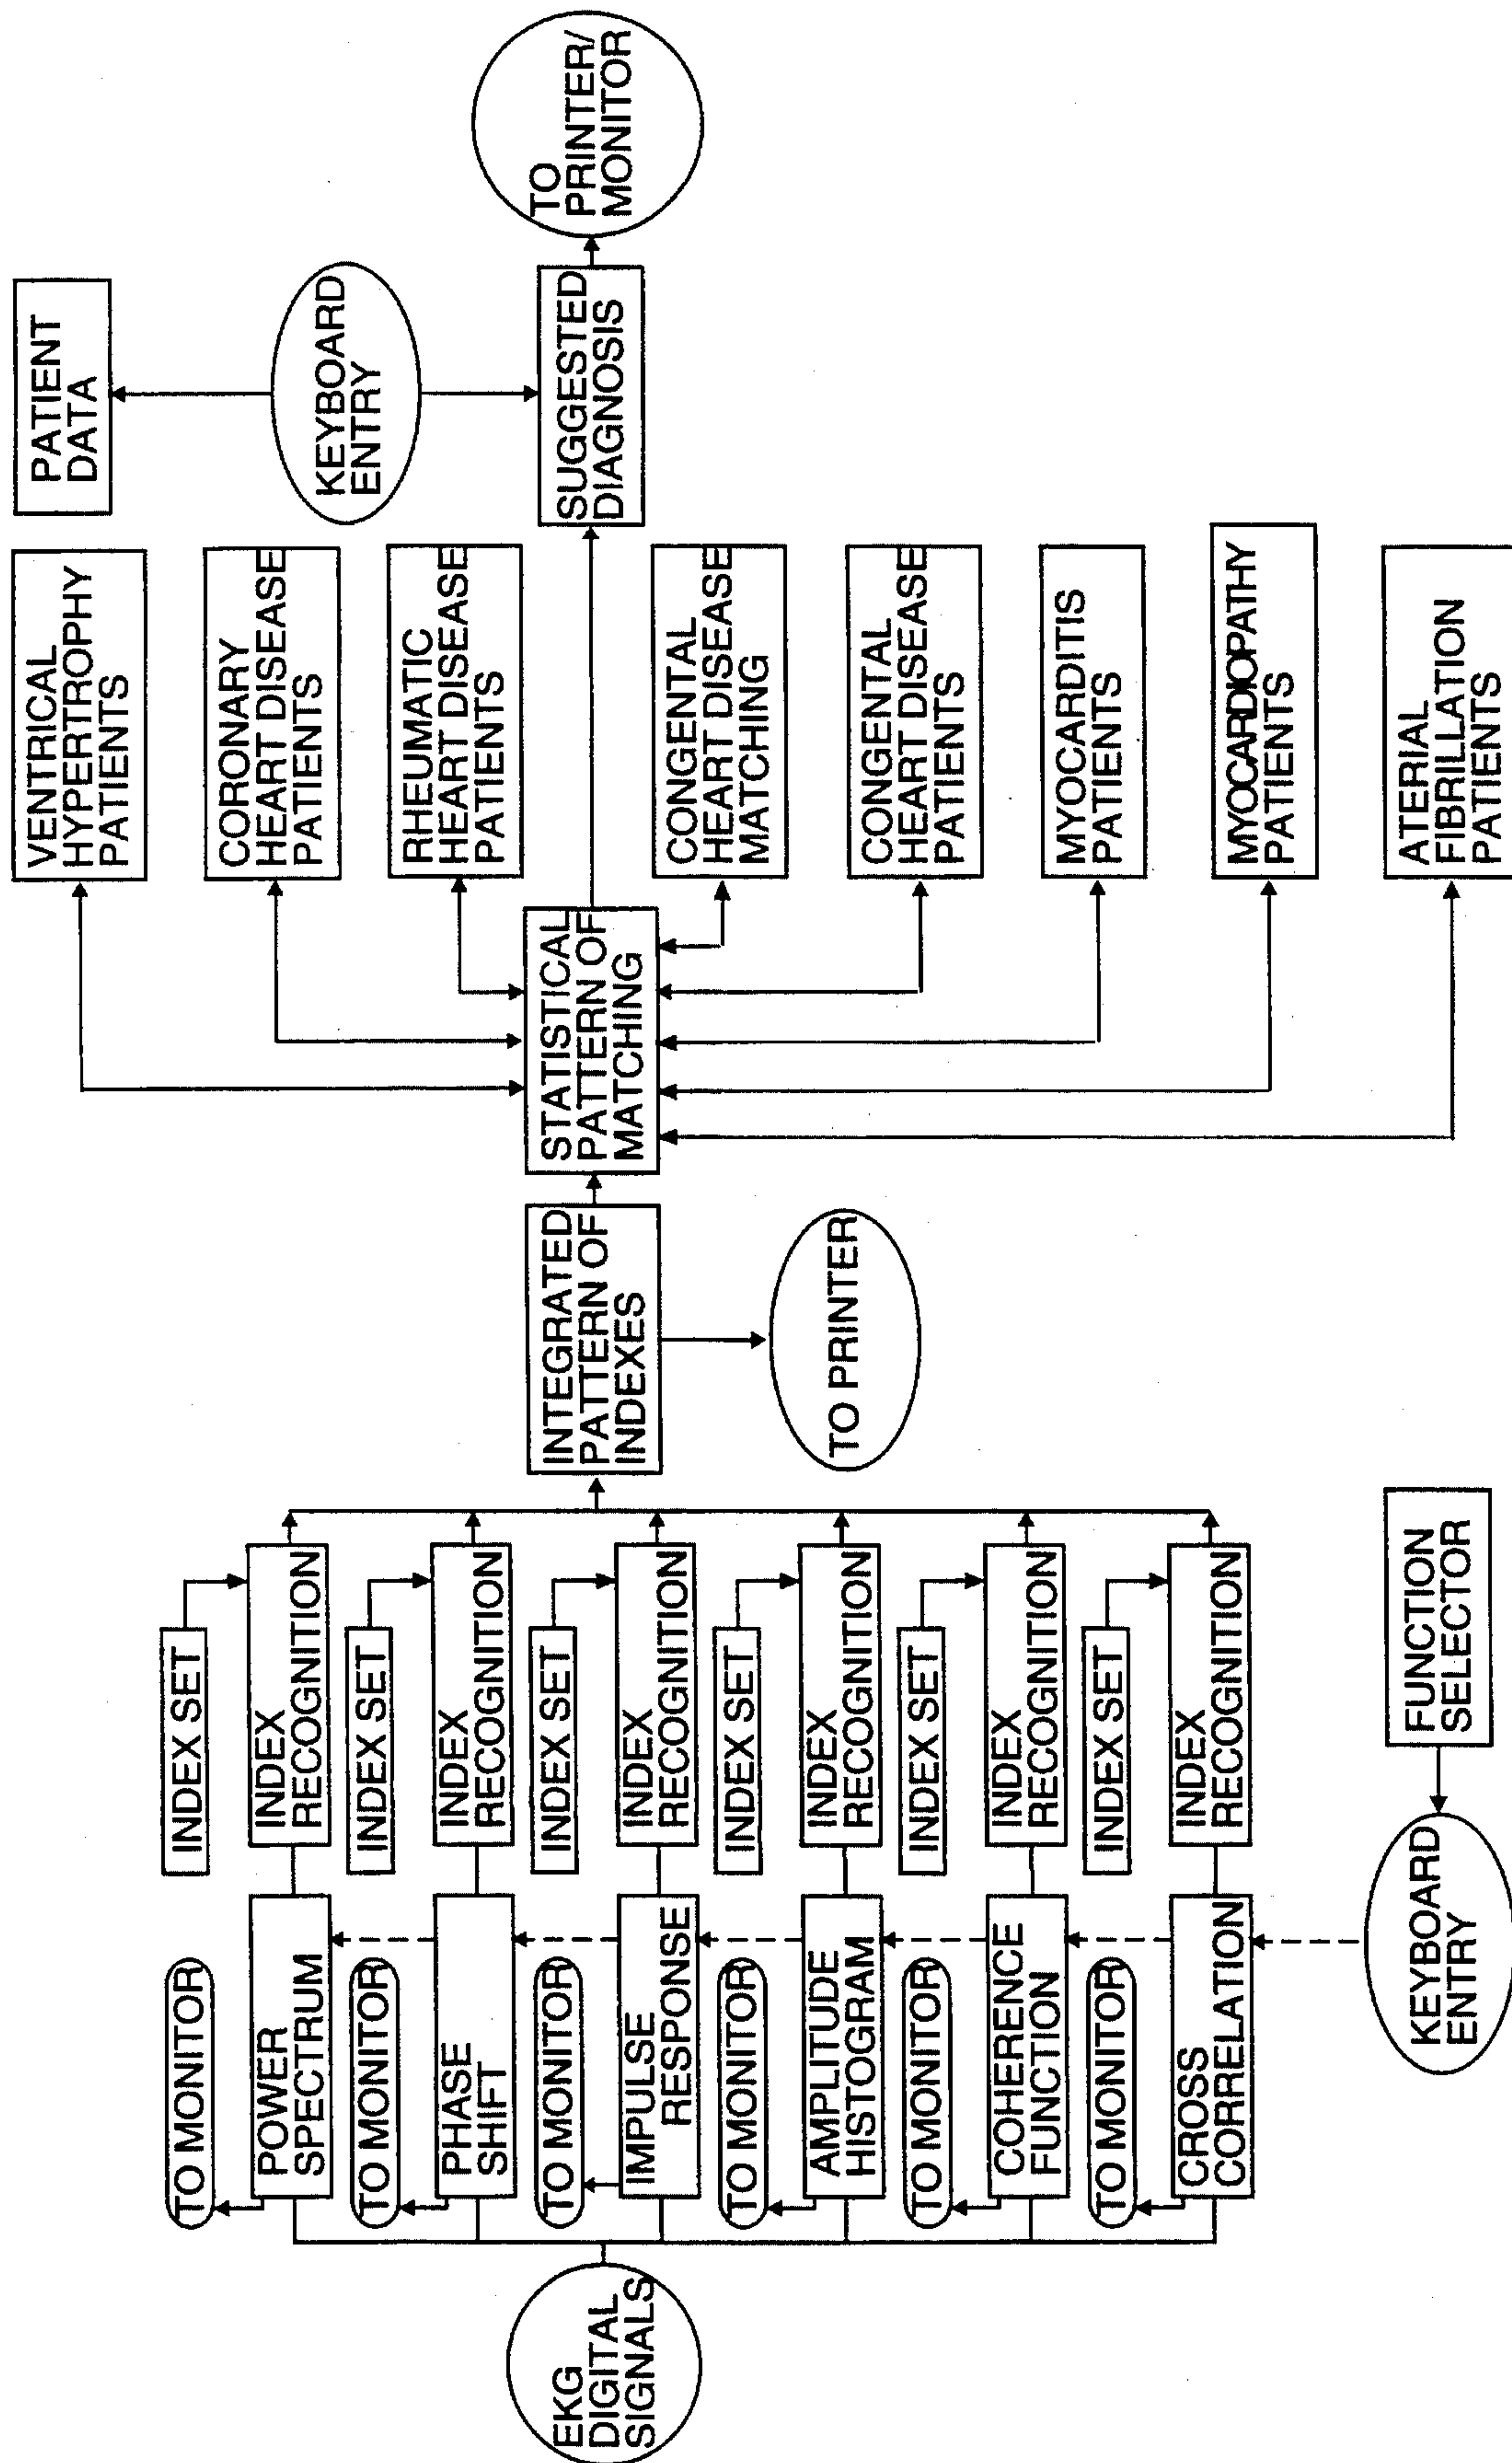 EKG
DIGITAL
SIGNALS
TO MONITOR
POWER
SPECTRUM
INDEX SET
INDEX
RECOGNITION
TO MONITOR
PHASE
SHIFT
INDEX SET
INDEX
RECOGNITION
TO MONITOR
IMPULSE
RESPONSE
INDEX SET
INDEX
RECOGNITION
TO MONITOR
AMPLITUDE
HISTOGRAM
INDEX SET
INDEX
RECOGNITION
TO MONITOR
COHERENCE
FUNCTION
INDEX SET
INDEX
RECOGNITION
TO MONITOR
CROSS
CORRELATION
INDEX SET
INDEX
RECOGNITION
KEYBOARD
ENTRY
FUNCTION
SELECTOR
INTEGRATED
PATTERN OF
INDEXES
TO PRINTER
STATISTICAL
PATTERN OF
MATCHING
VENTRICAL
HYPERTROPHY
PATIENTS
CORONARY
HEART DISEASE
PATIENTS
RHEUMATIC
HEART DISEASE
PATIENTS
CONGENTAL
HEART DISEASE
MATCHING
CONGENTAL
HEART DISEASE
PATIENTS
MYOCARDITIS
PATIENTS
MYOCARDIOPATHY
PATIENTS
ATERIAL
FIBRILLATION
PATIENTS
PATIENT
DATA
KEYBOARD
ENTRY
SUGGESTED
DIAGNOSIS
TO
PRINTER/
MONITOR